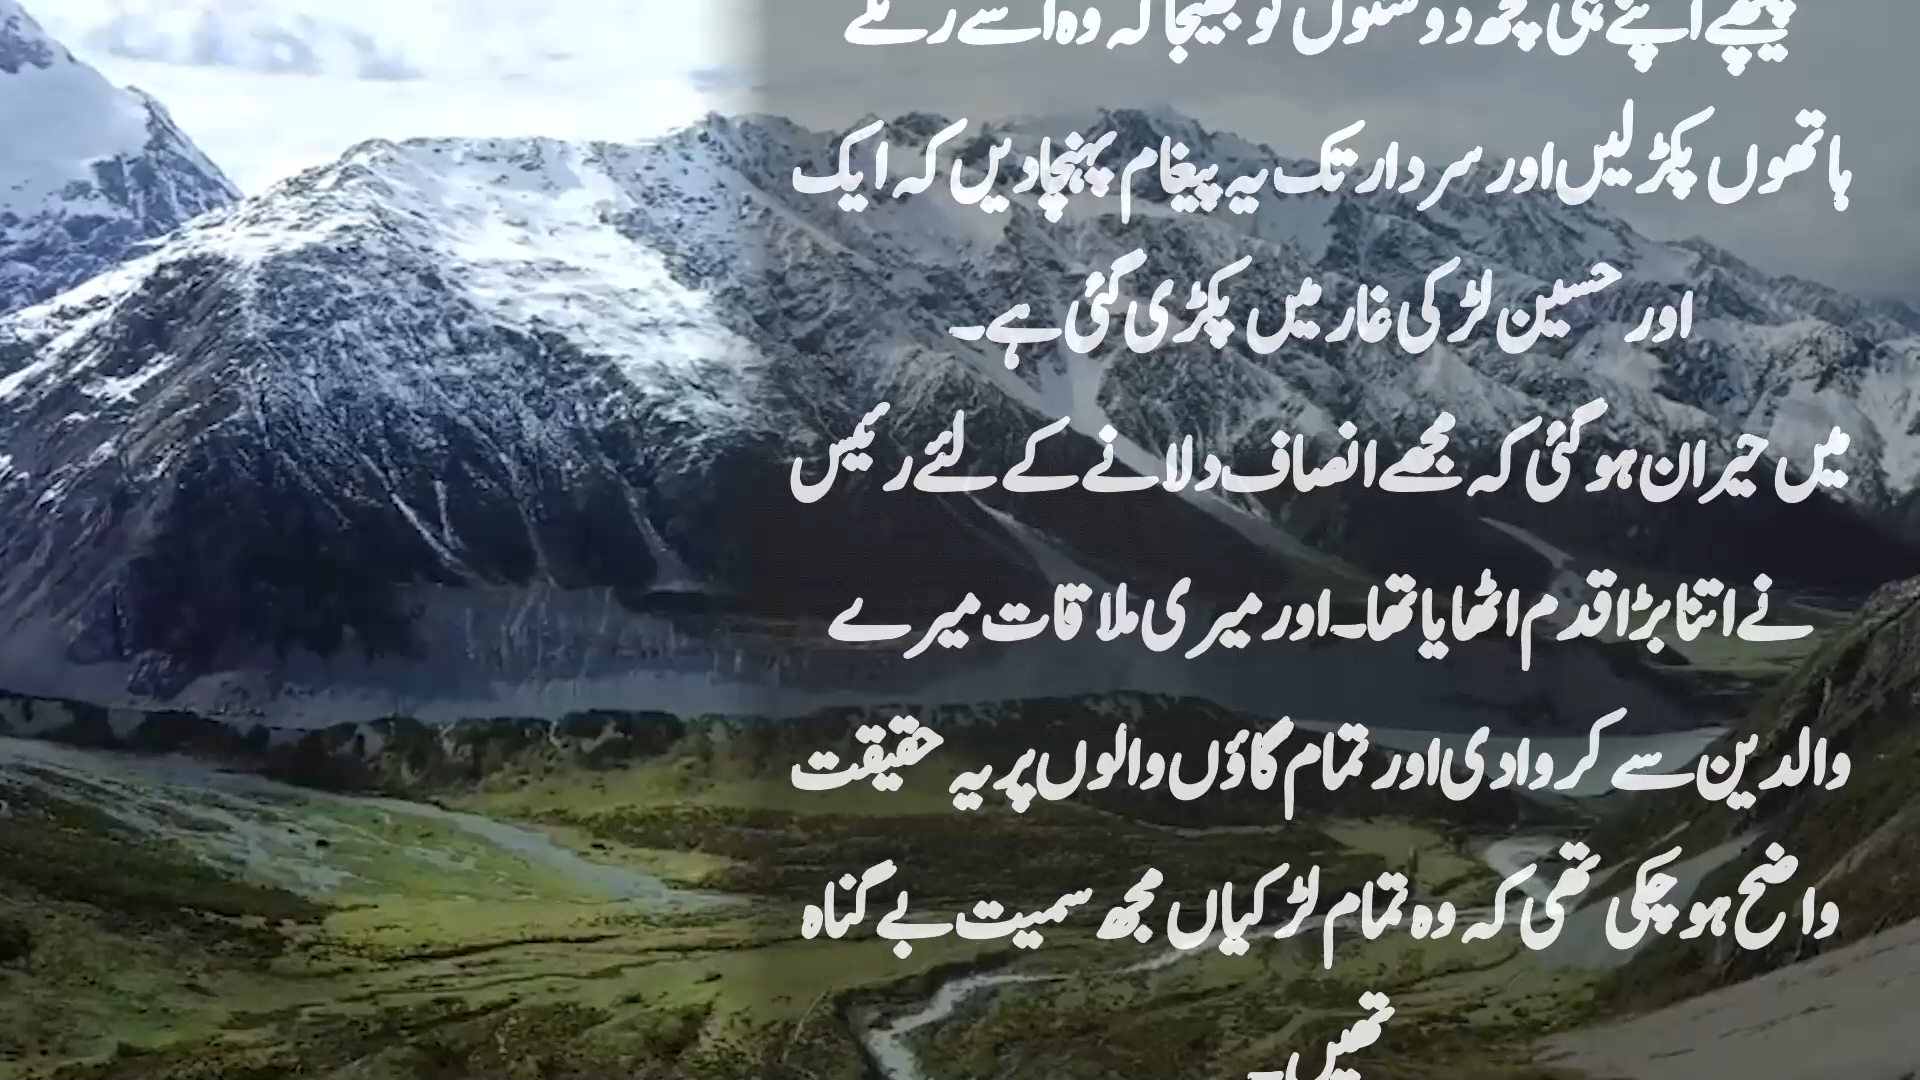 پیچھے اپنے ہی کچھ دوستوں کو بھیجا کہ وہ اسے رنگے
ہاتھوں پکڑ لیں اور سردار تک یہ پیغام پہنچا دیں کہ ایک
اور حسین لڑکی غار میں پکڑی گئی ہے۔
میں حیران ہو گئی کہ مجھے انصاف دلانے کے لئے رئیس
نے اتنا بڑا قدم اٹھایا تھا۔ اور میری ملاقات میرے
والدین سے کروا دی اور تمام گاؤں والوں پر یہ حقیقت
واضح ہو چکی تھی کہ وہ تمام لڑکیاں مجھ سمیت بے گناہ
تھیں۔